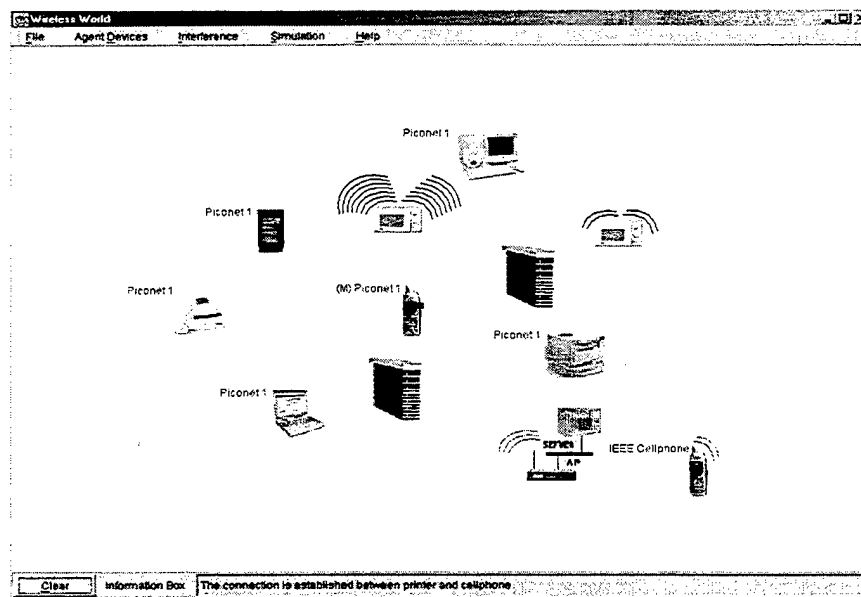 Wireless World
File Agent Devices Interference Simulation Help
Piconet 1
Piconet 1
Piconet 1
(M) Piconet 1
Piconet 1
Piconet 1
SERVER
IEEE Cellphone
AP
Clear Information Box The connection is established between printer and cellphone